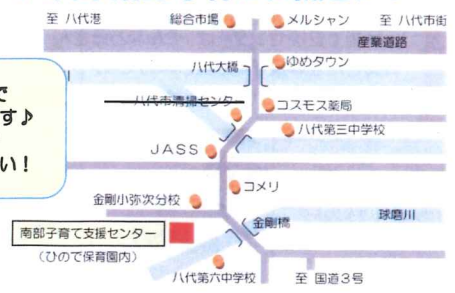 至 八代港
総合市場
メルシャン
至 八代市街
産業道路
八代大橋
ゆめタウン
で
す♪
い！
八代市清掃センター
コスモス薬局
八代第三中学校
JASS
コメリ
金剛小弥次分校
球磨川
金剛橋
南部子育て支援センター
(ひので保育園内)
八代第六中学校
至 国道3号